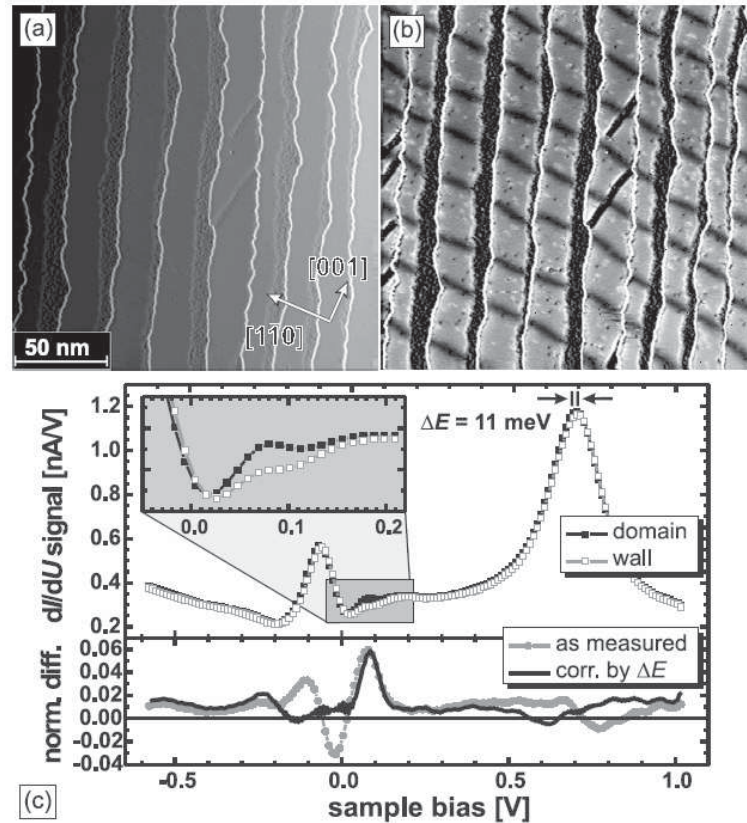 (a)
(b)
[001]
[110]
50 nm
1.2
1.0
0.8
0.6
0.4
0.2
dI/dU signal [nA/V]
0.0
0.1
0.2
ΔE = 11 meV
domain
wall
as measured
corr. by ΔE
0.06
0.04
0.02
0.00
-0.02
-0.04
norm. diff.
-0.5
0.0
0.5
1.0
sample bias [V]
(c)